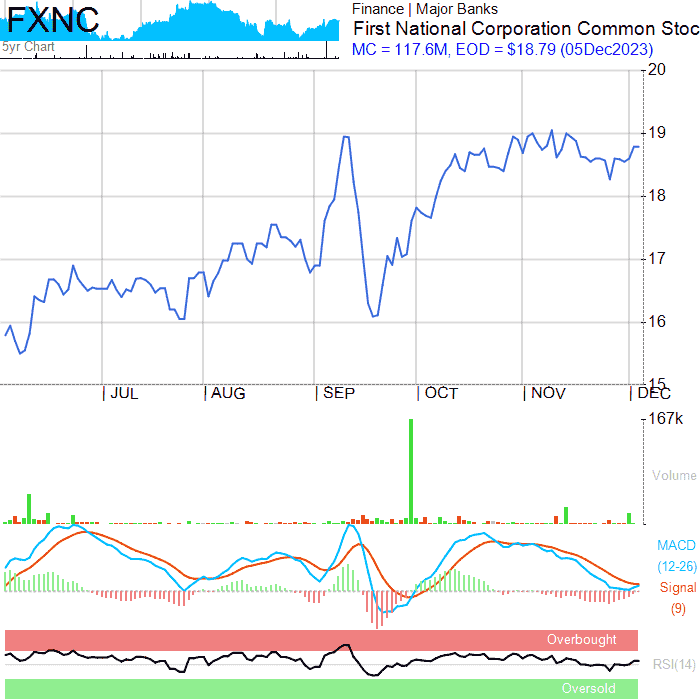 FXNC
5yr Chart
Finance | Major Banks
First National Corporation Common Stoc
MC = 117.6M, EOD = $18.79 (05Dec2023)
20
19
18
17
16
15
| JUL | AUG | SEP | OCT | NOV | DEC
167k
Volume
MACD
(12-26)
Signal
(9)
Overbought
RSI(14)
Oversold